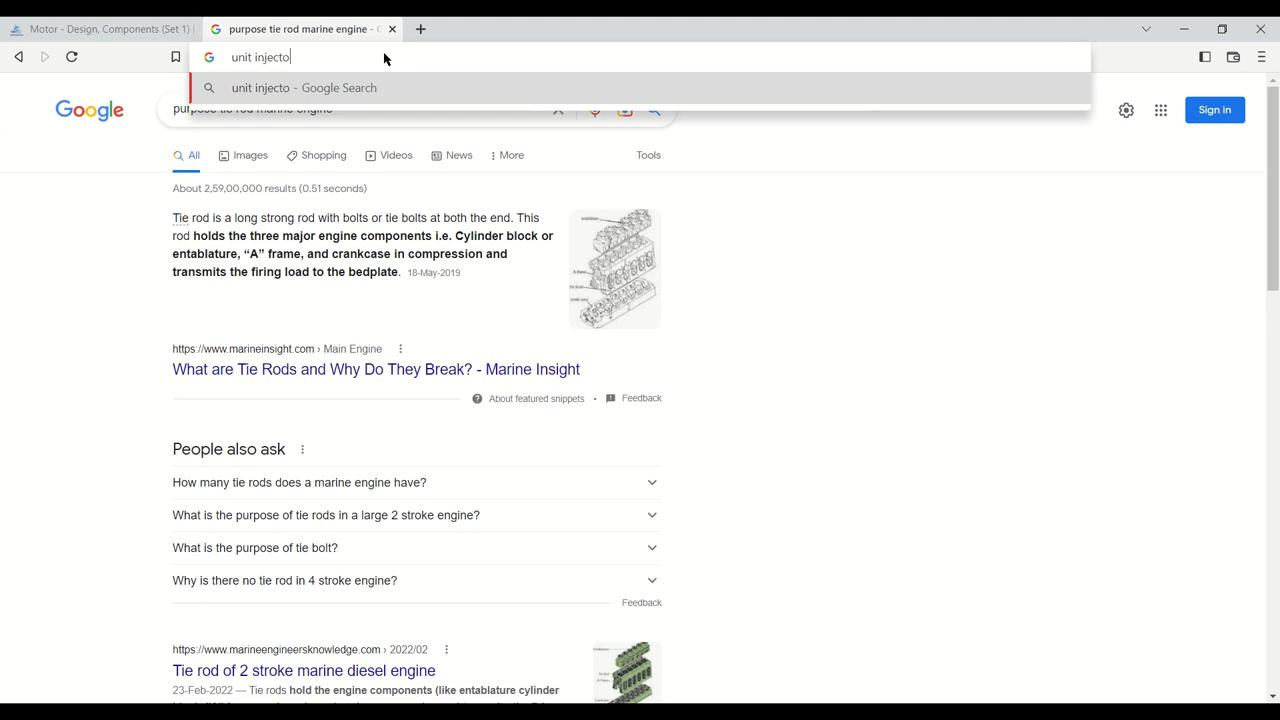 Motor - Design, Components (Set 1)
purpose tie rod marine engine -
unit injecto
unit injecto - Google Search
Google
purpose tie rod marine engine
Sign in
All
Images
Shopping
Videos
News
More
Tools
About 2,59,00,000 results (0.51 seconds)
Tie rod is a long strong rod with bolts or tie bolts at both the end. This
rod holds the three major engine components i.e. Cylinder block or
entablature, “A” frame, and crankcase in compression and
transmits the firing load to the bedplate. 18-May-2019
https://www.marineinsight.com › Main Engine
What are Tie Rods and Why Do They Break? - Marine Insight
About featured snippets • Feedback
People also ask
How many tie rods does a marine engine have?
What is the purpose of tie rods in a large 2 stroke engine?
What is the purpose of tie bolt?
Why is there no tie rod in 4 stroke engine?
Feedback
https://www.marineengineersknowledge.com › 2022/02
Tie rod of 2 stroke marine diesel engine
23-Feb-2022 — Tie rods hold the engine components (like entablature cylinder